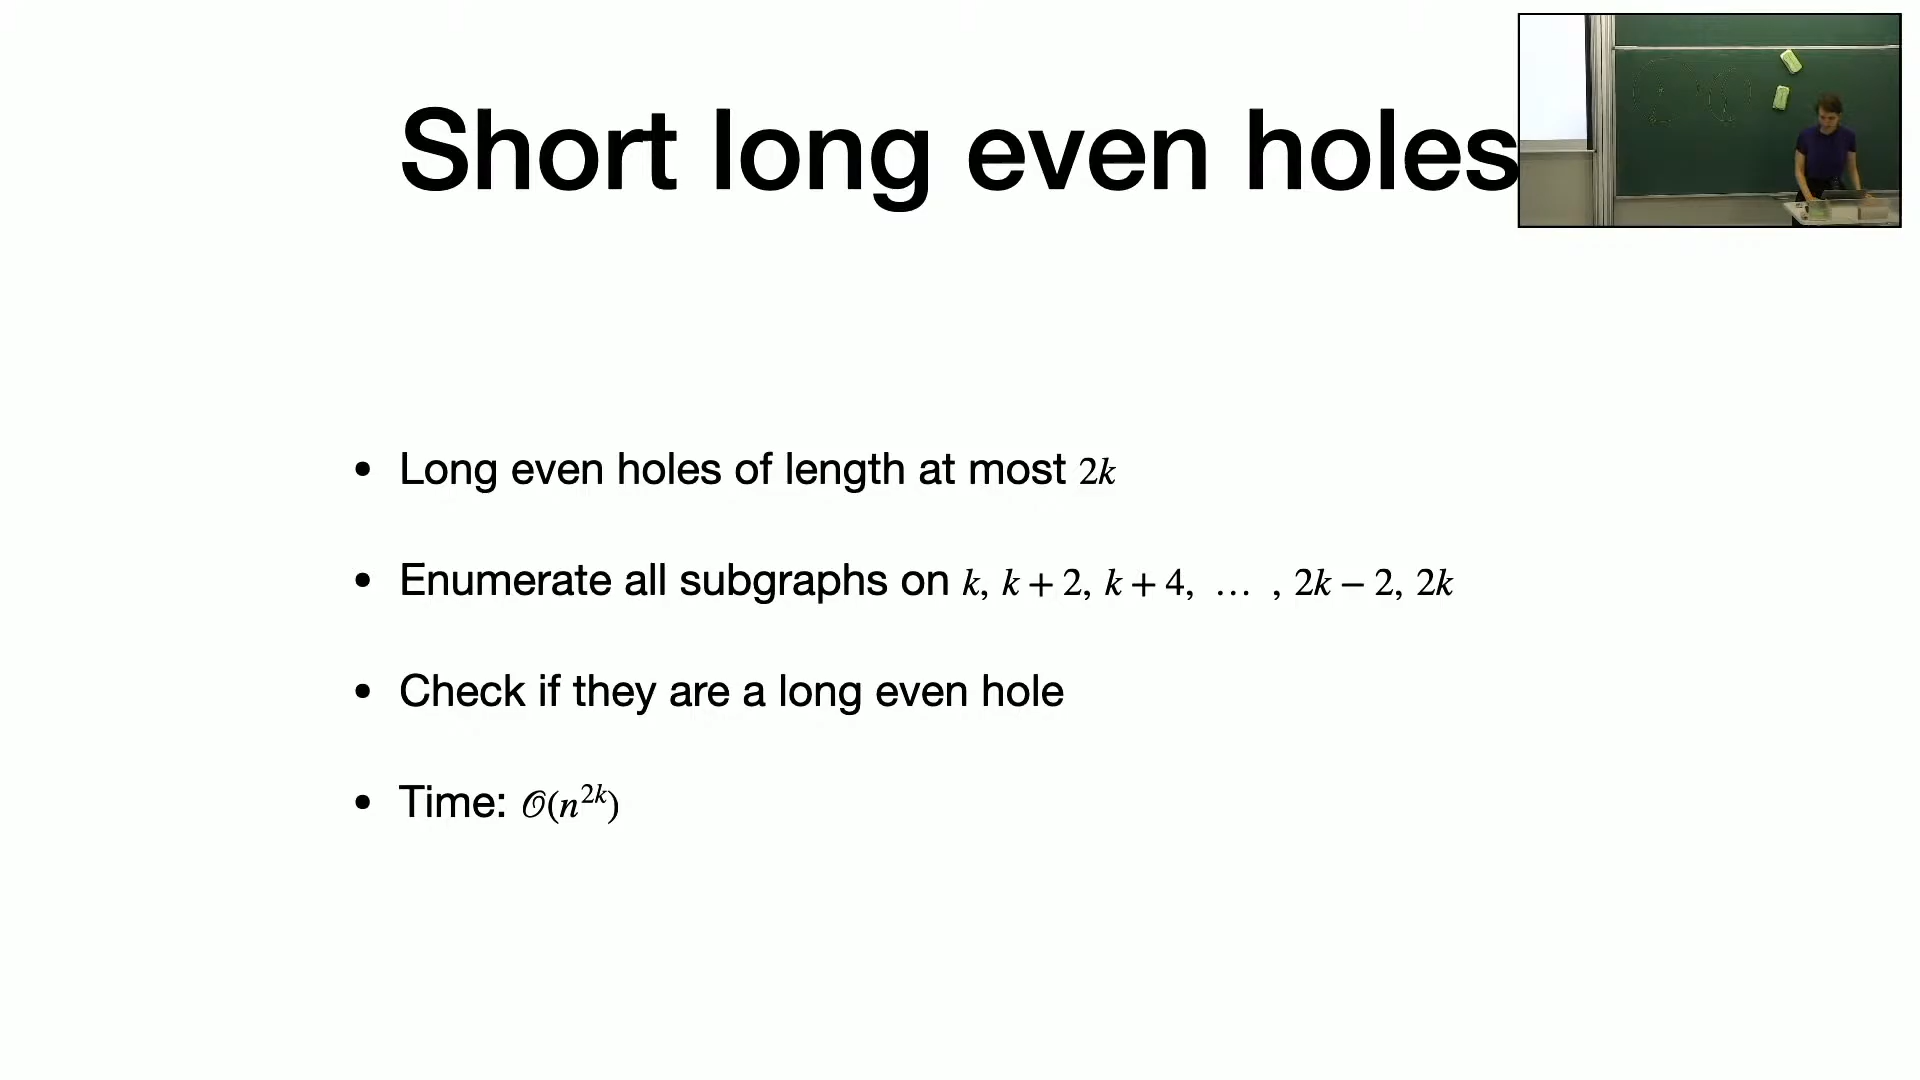 Short long even holes
• Long even holes of length at most 2k
• Enumerate all subgraphs on k, k + 2, k + 4, … , 2k − 2, 2k
• Check if they are a long even hole
• Time: 𝒪(n^{2k})